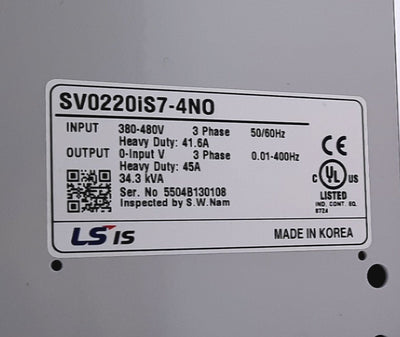 SV0220iS7-4NO
INPUT 380-480V 3 Phase 50/60Hz
Heavy Duty: 41.6A
OUTPUT 0-Input V 3 Phase 0.01-400Hz
Heavy Duty: 45A
34.3 kVA
Ser. No 5504B130108
Inspected by S.W.Nam
CE
C UL US
LISTED
IND. CONT. EQ.
67Z4
LSIS
MADE IN KOREA